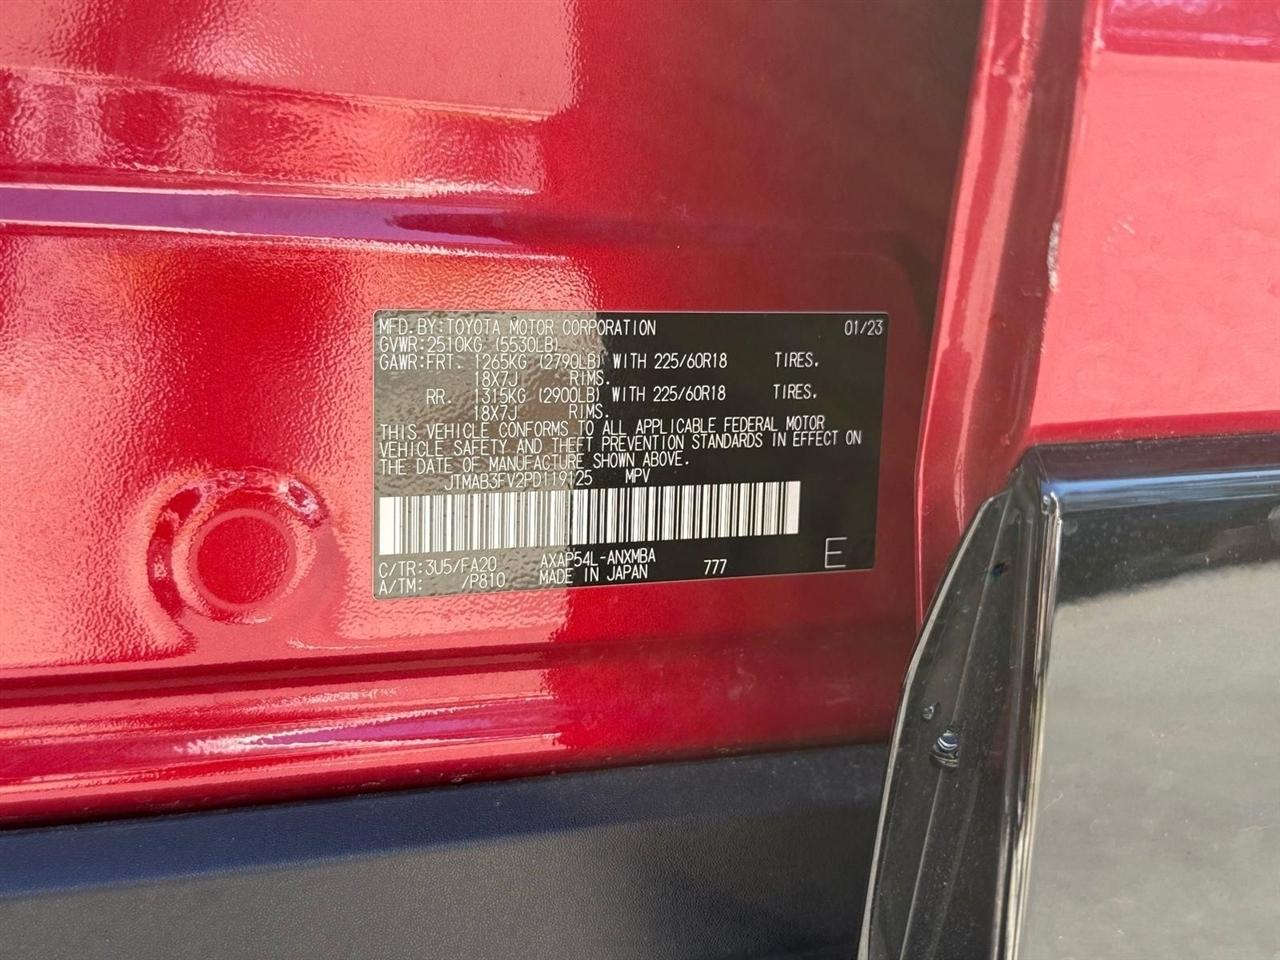 MFD.BY:TOYOTA MOTOR CORPORATION 01/23
GVWR:2510KG (5530LB)
GAWR:FRT. 1265KG (2790LB) WITH 225/60R18 TIRES,
18X7J RIMS.
RR. 1315KG (2900LB) WITH 225/60R18 TIRES,
18X7J RIMS.
THIS VEHICLE CONFORMS TO ALL APPLICABLE FEDERAL MOTOR
VEHICLE SAFETY AND THEFT PREVENTION STANDARDS IN EFFECT ON
THE DATE OF MANUFACTURE SHOWN ABOVE.
JTMAB3FV2PD119125 MPV
C/TR:3U5/FA20 AXAP54L-ANXMBA 777 E
A/TM: /P810 MADE IN JAPAN